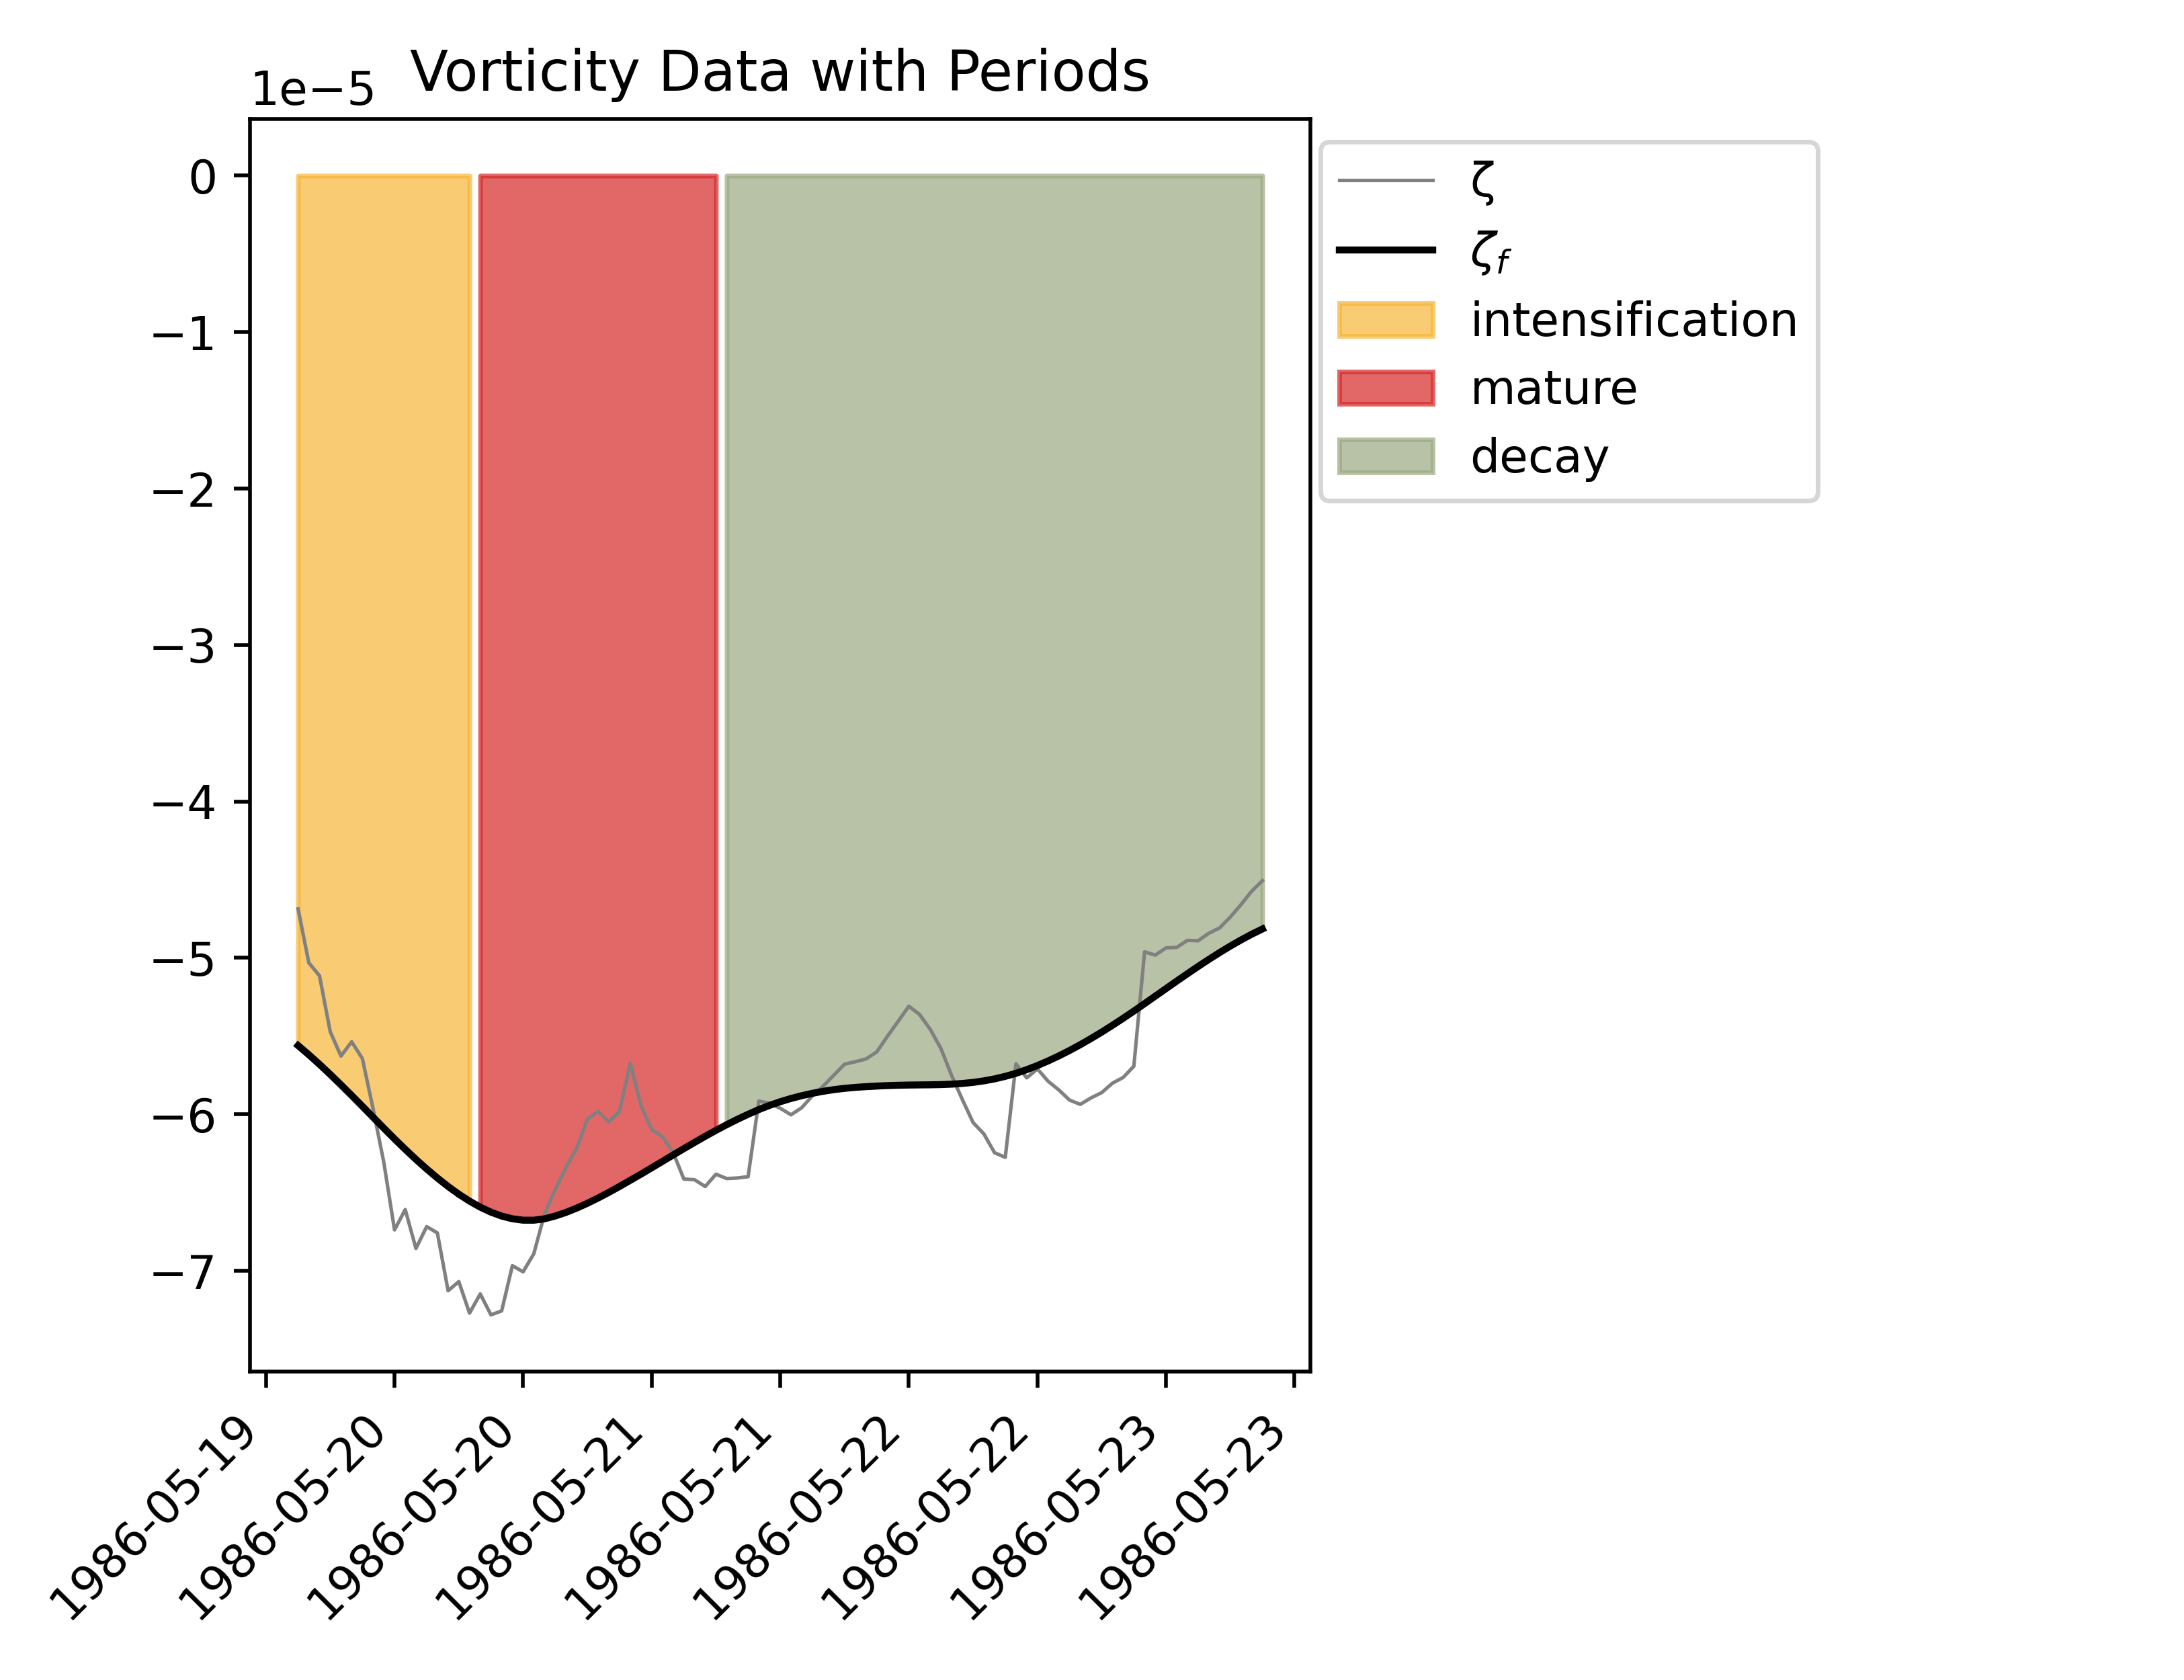 Vorticity Data with Periods
1e−5
0
−1
−2
−3
−4
−5
−6
−7
1986-05-19
1986-05-20
1986-05-20
1986-05-21
1986-05-21
1986-05-22
1986-05-22
1986-05-23
1986-05-23
ζ
ζf
intensification
mature
decay